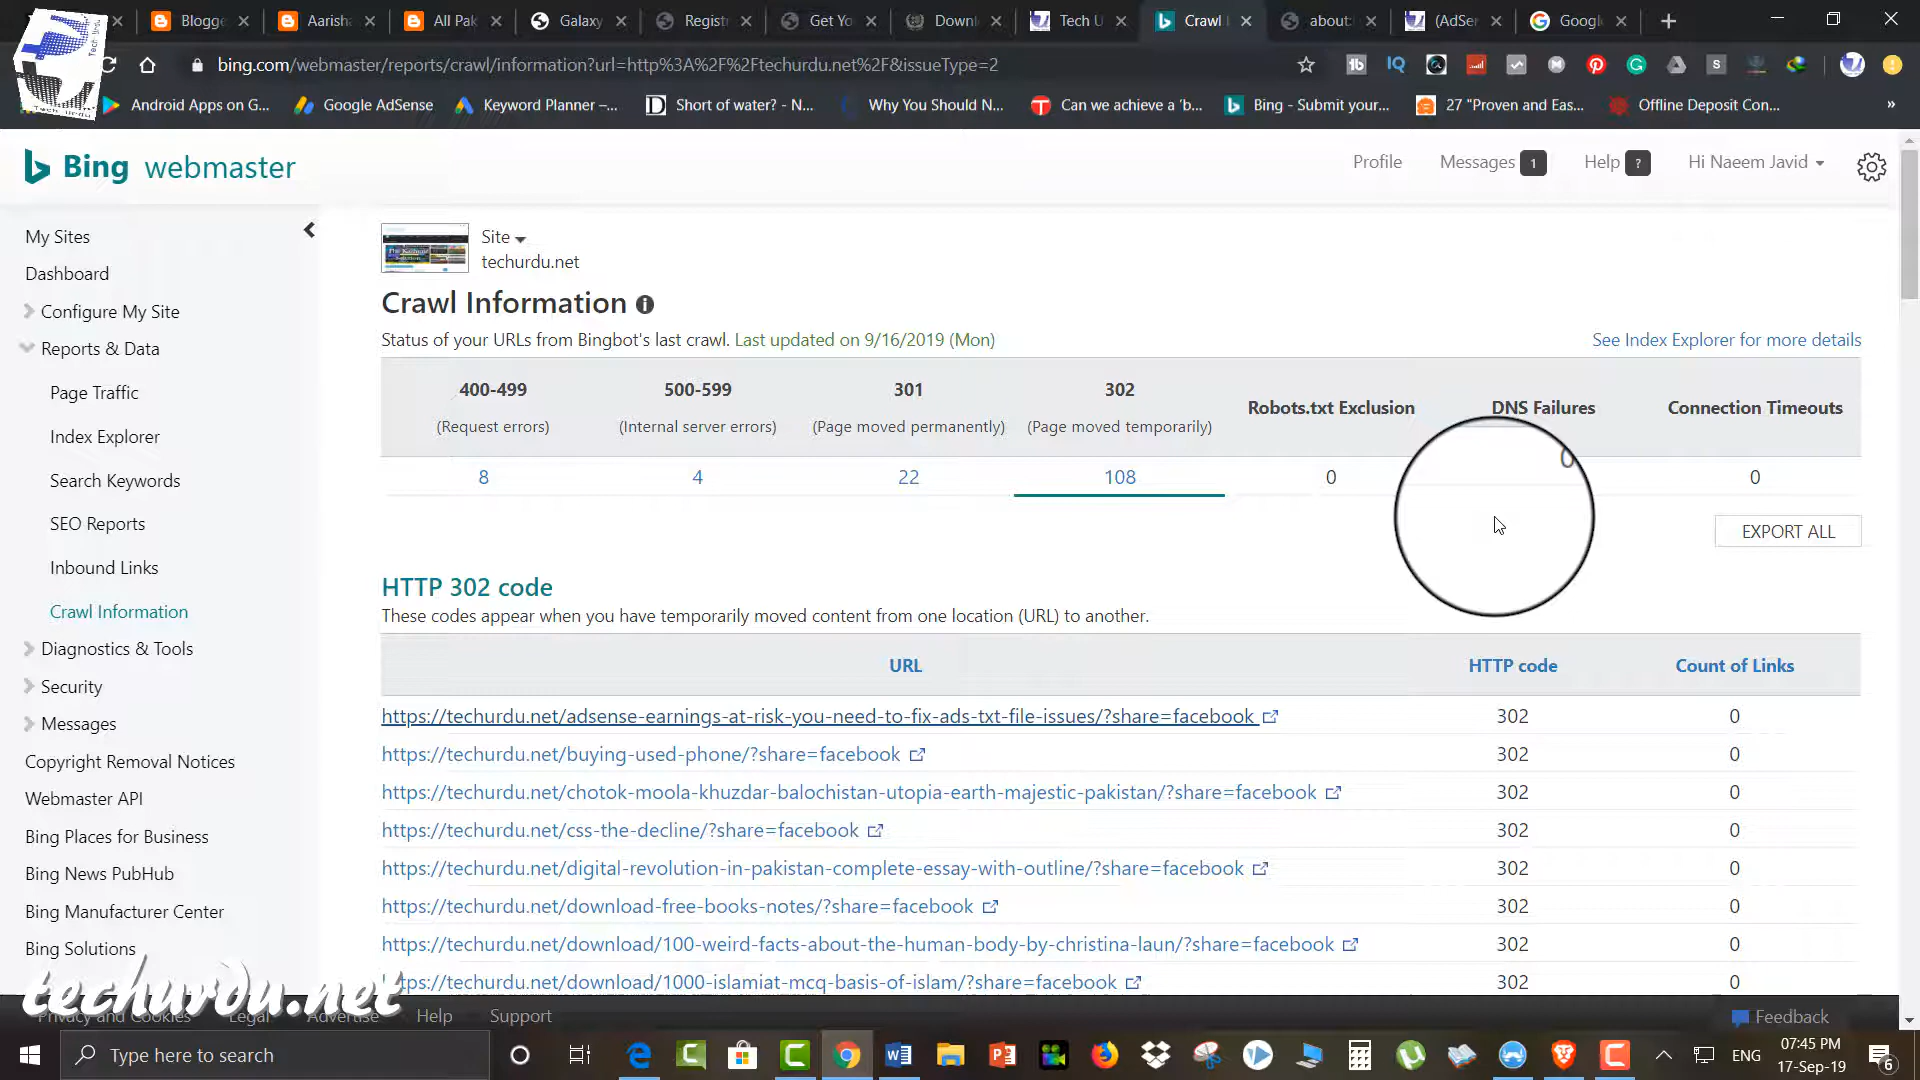 Blogge
Aarisha
All Pak
Galaxy
Registr
Get Yo
Downl
Tech U
Crawl
about:
(AdSer
Googl
bing.com/webmaster/reports/crawl/information?url=http%3A%2F%2Ftechurdu.net%2F&issueType=2
Android Apps on G...
Google AdSense
Keyword Planner –...
Short of water? - N...
Why You Should N...
Can we achieve a 'b...
Bing - Submit your...
27 "Proven and Eas...
Offline Deposit Con...
»
Bing webmaster
Profile
Messages 1
Help ?
Hi Naeem Javid
My Sites
Dashboard
Configure My Site
Reports & Data
Page Traffic
Index Explorer
Search Keywords
SEO Reports
Inbound Links
Crawl Information
Diagnostics & Tools
Security
Messages
Copyright Removal Notices
Webmaster API
Bing Places for Business
Bing News PubHub
Bing Manufacturer Center
Bing Solutions
Site
techurdu.net
Crawl Information
Status of your URLs from Bingbot's last crawl. Last updated on 9/16/2019 (Mon)
See Index Explorer for more details
400-499 (Request errors)
500-599 (Internal server errors)
301 (Page moved permanently)
302 (Page moved temporarily)
Robots.txt Exclusion
DNS Failures
Connection Timeouts
8 4 22 108 0 0 0
EXPORT ALL
HTTP 302 code
These codes appear when you have temporarily moved content from one location (URL) to another.
URL HTTP code Count of Links
https://techurdu.net/adsense-earnings-at-risk-you-need-to-fix-ads-txt-file-issues/?share=facebook 302 0
https://techurdu.net/buying-used-phone/?share=facebook 302 0
https://techurdu.net/chotok-moola-khuzdar-balochistan-utopia-earth-majestic-pakistan/?share=facebook 302 0
https://techurdu.net/css-the-decline/?share=facebook 302 0
https://techurdu.net/digital-revolution-in-pakistan-complete-essay-with-outline/?share=facebook 302 0
https://techurdu.net/download-free-books-notes/?share=facebook 302 0
https://techurdu.net/download/100-weird-facts-about-the-human-body-by-christina-laun/?share=facebook 302 0
https://techurdu.net/download/1000-islamiat-mcq-basis-of-islam/?share=facebook 302 0
techurdu.net
Privacy and Cookies Legal Advertise Help Support
Feedback
Type here to search
ENG
07:45 PM
17-Sep-19
6